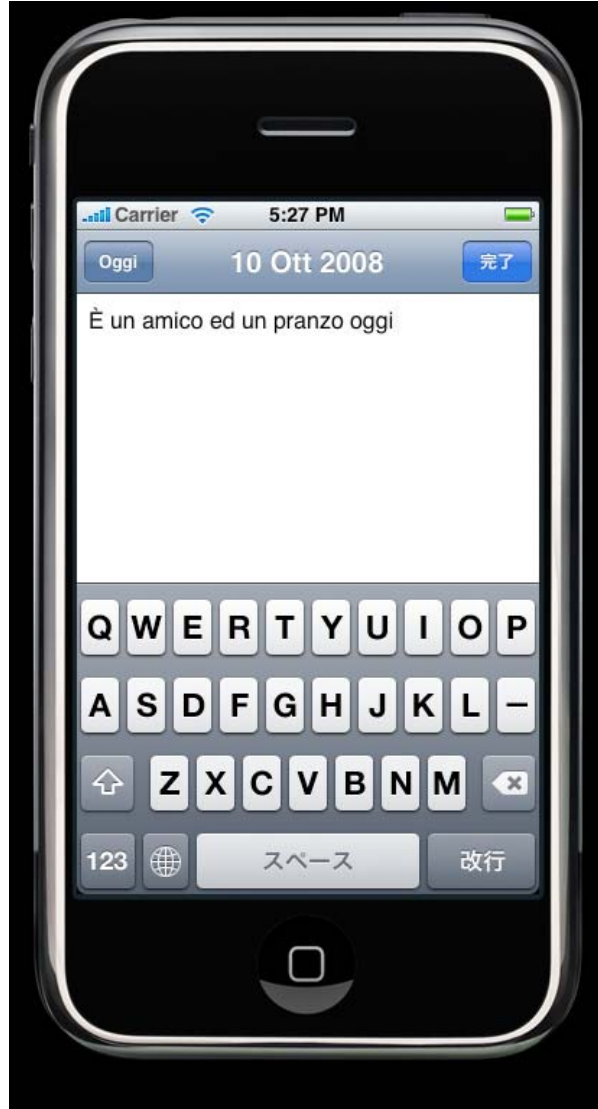 Carrier 5:27 PM
Oggi 10 Ott 2008 完了
È un amico ed un pranzo oggi
Q W E R T Y U I O P
A S D F G H J K L ー
Z X C V B N M
123 スペース 改行